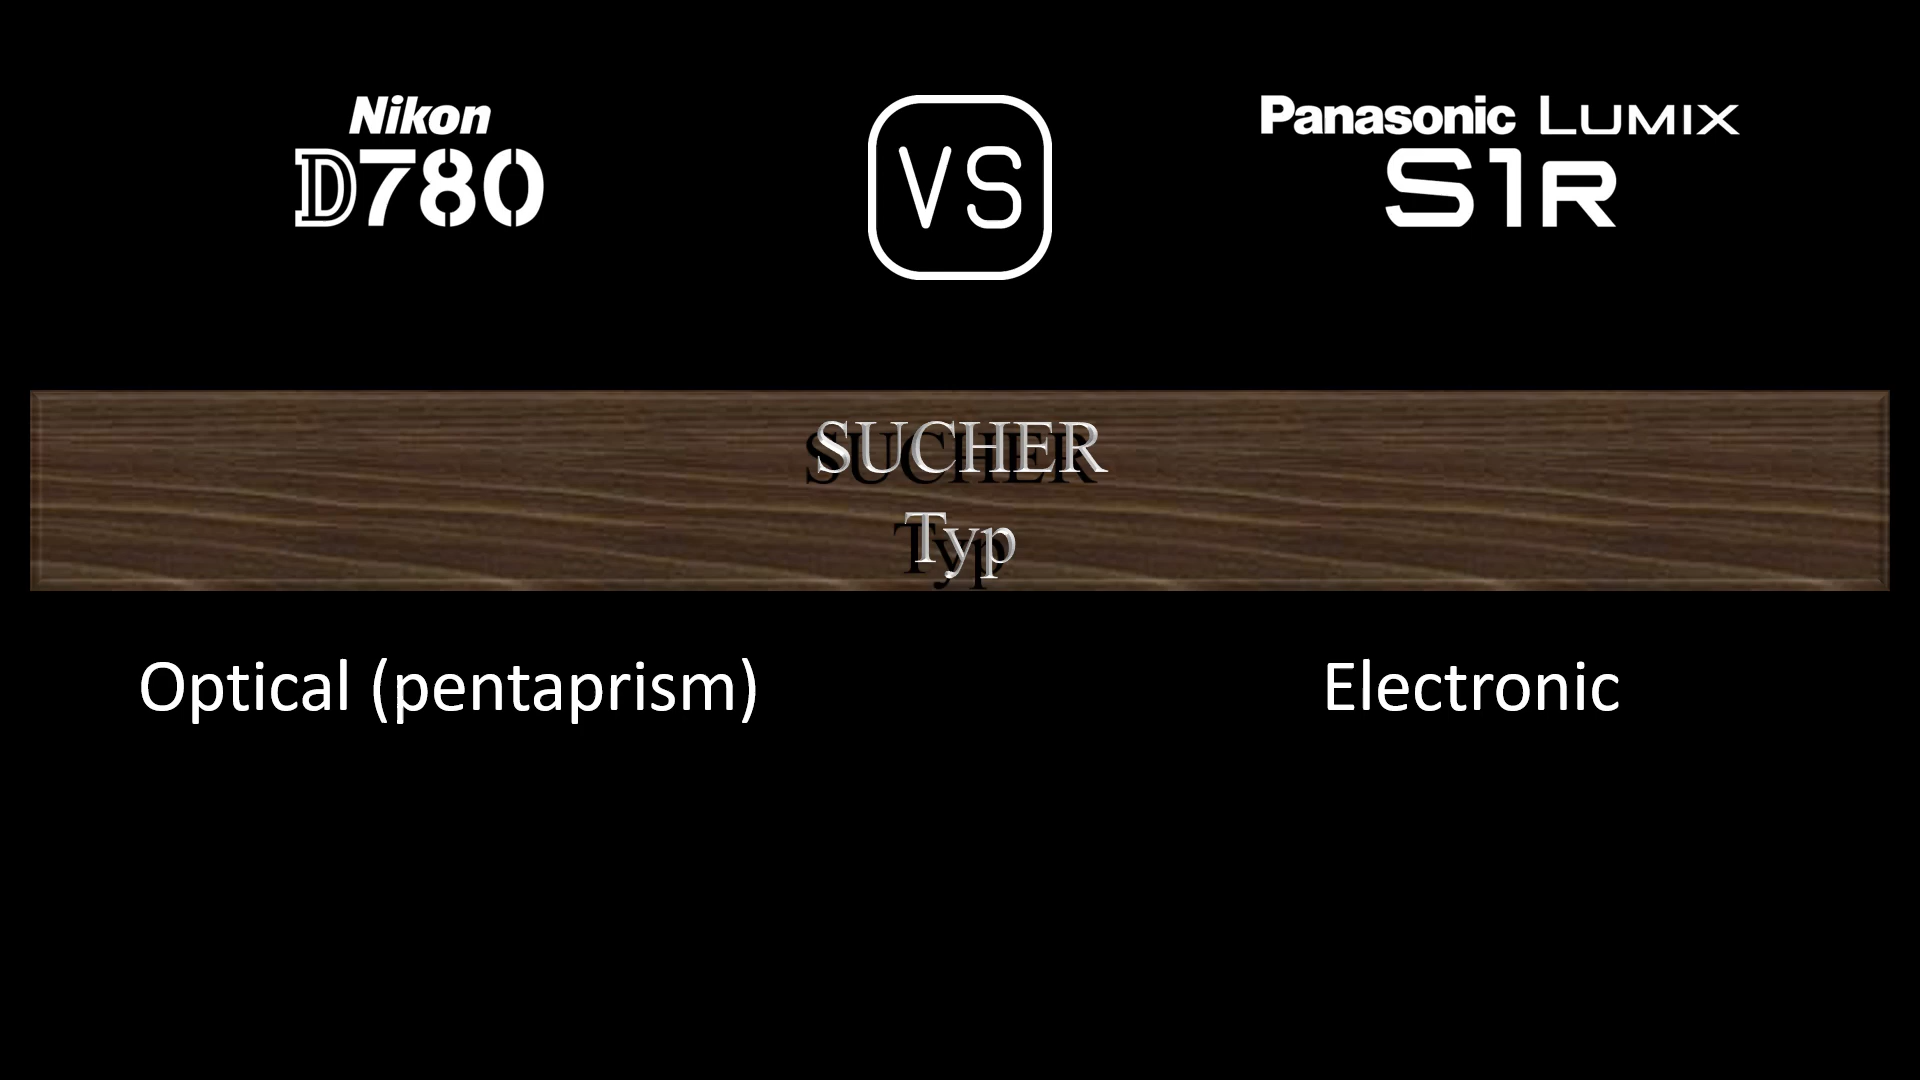 Nikon
D780
VS
Panasonic LUMIX
S1R
SUCHER
Typ
Optical (pentaprism)
Electronic